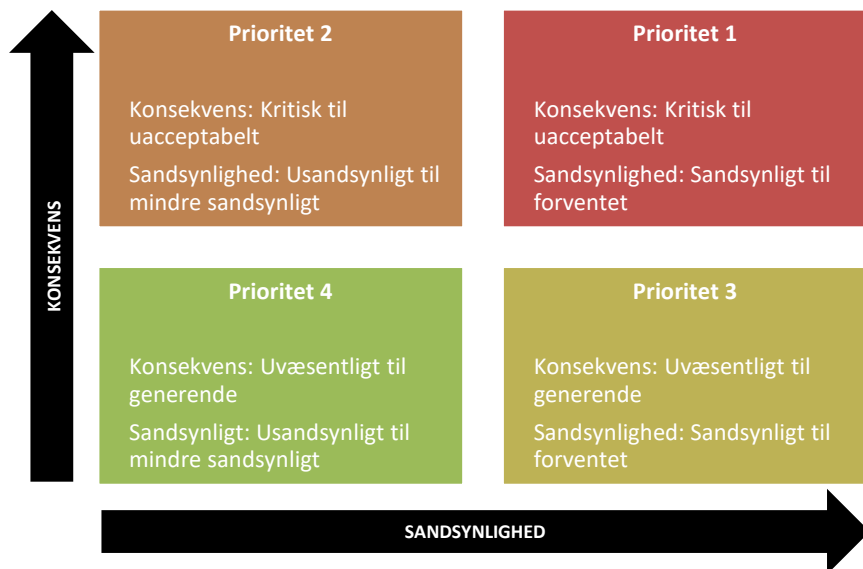 Prioritet 2
Konsekvens: Kritisk til
uacceptabelt
Sandsynlighed: Usandsynligt til
mindre sandsynligt
Prioritet 1
Konsekvens: Kritisk til
uacceptabelt
Sandsynlighed: Sandsynligt til
forventet
KONSEKVENS
Prioritet 4
Konsekvens: Uvæsentligt til
generende
Sandsynligt: Usandsynligt til
mindre sandsynligt
Prioritet 3
Konsekvens: Uvæsentligt til
generende
Sandsynlighed: Sandsynligt til
forventet
SANDSYNLIGHED